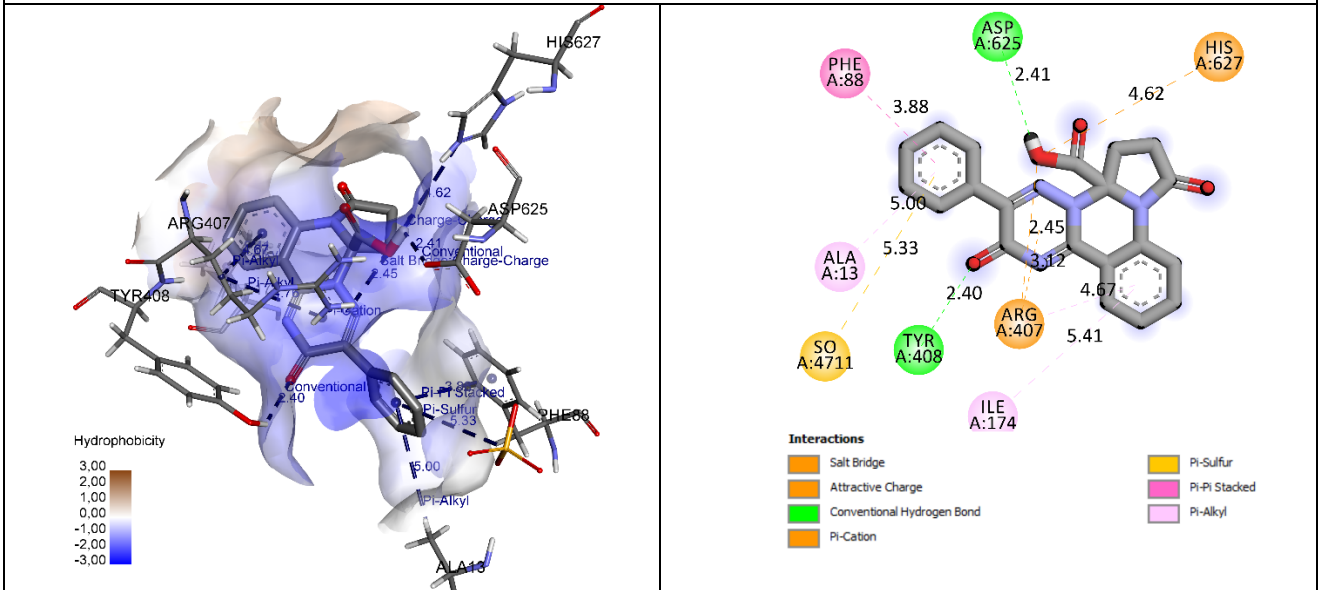 HIS627
.62
ASP625
ARG407
Charge-Charge
2.41
Conventional
Salt Bridge
Charge-Charge
2.45
Pi-Alkyl
Pi-Alkyl
TYR408
Pi-Cation
Conventional
2.40
Pi-Pi Stacked
Pi-Sulfur
5.33
PHE88
5.00
Pi-Alkyl
ALA13
Hydrophobicity
3,00
2,00
1,00
0,00
-1,00
-2,00
-3,00
ASP
A:625
HIS
A:627
PHE
A:88
2.41
4.62
3.88
5.00
2.45
ALA
A:13
5.33
3.12
2.40
4.67
ARG
A:407
5.41
SO
A:4711
TYR
A:408
ILE
A:174
Interactions
Salt Bridge
Attractive Charge
Conventional Hydrogen Bond
Pi-Cation
Pi-Sulfur
Pi-Pi Stacked
Pi-Alkyl